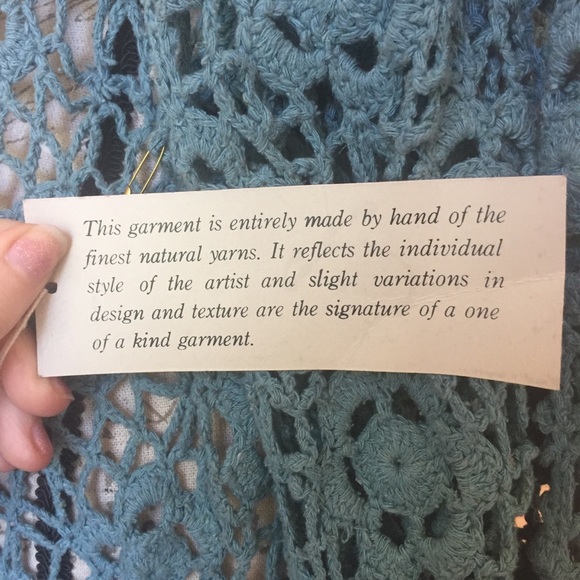 This garment is entirely made by hand of the
finest natural yarns. It reflects the individual
style of the artist and slight variations in
design and texture are the signature of a one
of a kind garment.